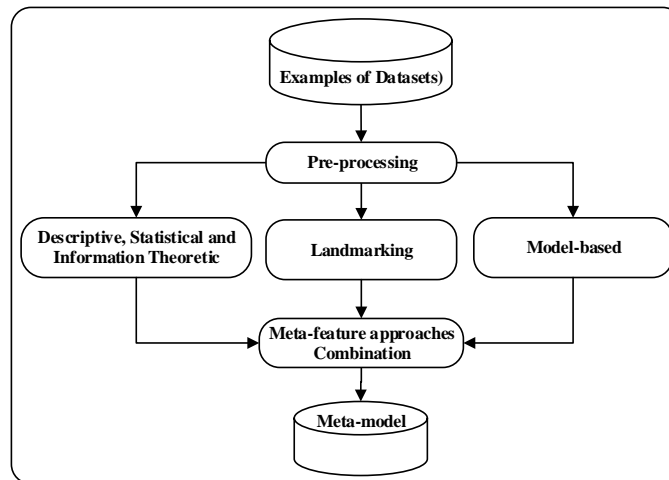 Examples of Datasets)
Pre-processing
Descriptive, Statistical and
Information Theoretic
Landmarking
Model-based
Meta-feature approaches
Combination
Meta-model